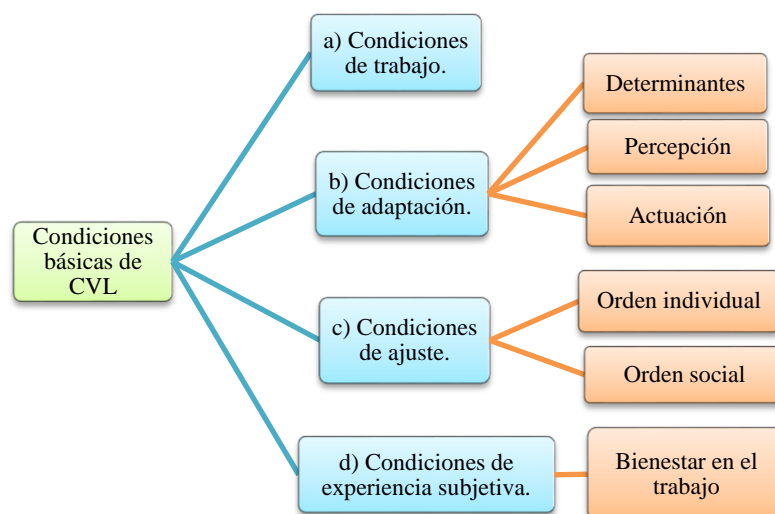 Condiciones
básicas de
CVL
a) Condiciones
de trabajo.
b) Condiciones
de adaptación.
Determinantes
Percepción
Actuación
c) Condiciones
de ajuste.
Orden individual
Orden social
d) Condiciones de
experiencia subjetiva.
Bienestar en el
trabajo